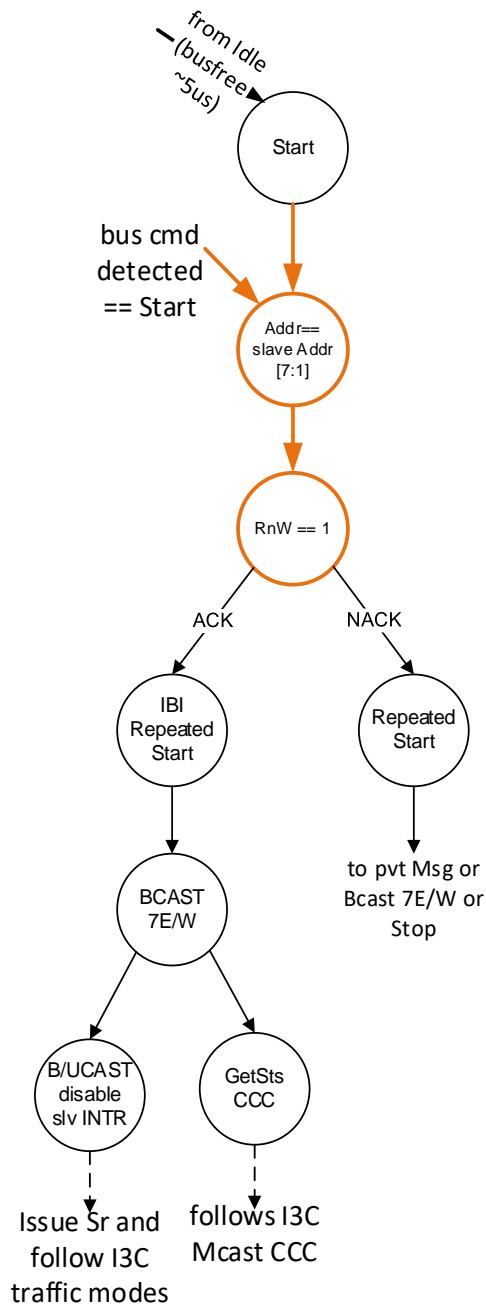 from Idle
(busfree
~5us)
Start
bus cmd
detected
== Start
Addr==
slave Addr
[7:1]
RnW == 1
ACK
NACK
IBI
Repeated
Start
Repeated
Start
BCAST
7E/W
to pvt Msg or
Bcast 7E/W or
Stop
B/UCAST
disable
slv INTR
GetSts
CCC
Issue Sr and
follow I3C
traffic modes
follows I3C
Mcast CCC